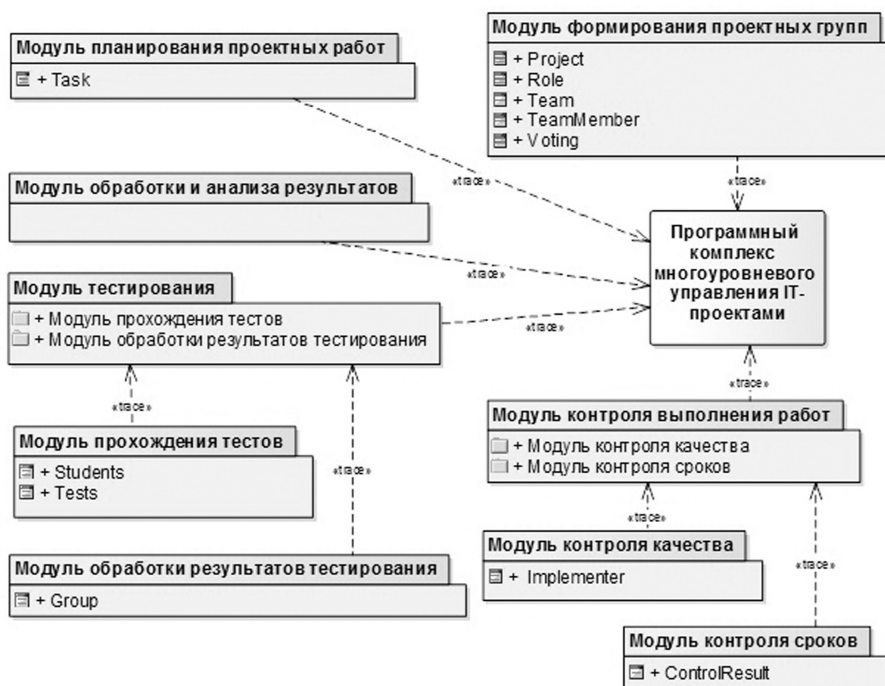 Модуль планирования проектных работ
+ Task
Модуль формирования проектных групп
+ Project
+ Role
+ Team
+ TeamMember
+ Voting
«trace»
«trace»
Модуль обработки и анализа результатов
«trace»
Программный
комплекс
многоуровневого
управления IT-
проектами
Модуль тестирования
+ Модуль прохождения тестов
+ Модуль обработки результатов тестирования
«trace»
«trace»
«trace»
Модуль прохождения тестов
+ Students
+ Tests
«trace»
Модуль контроля выполнения работ
+ Модуль контроля качества
+ Модуль контроля сроков
«trace»
Модуль контроля качества
+ Implementer
«trace»
Модуль обработки результатов тестирования
+ Group
Модуль контроля сроков
+ ControlResult